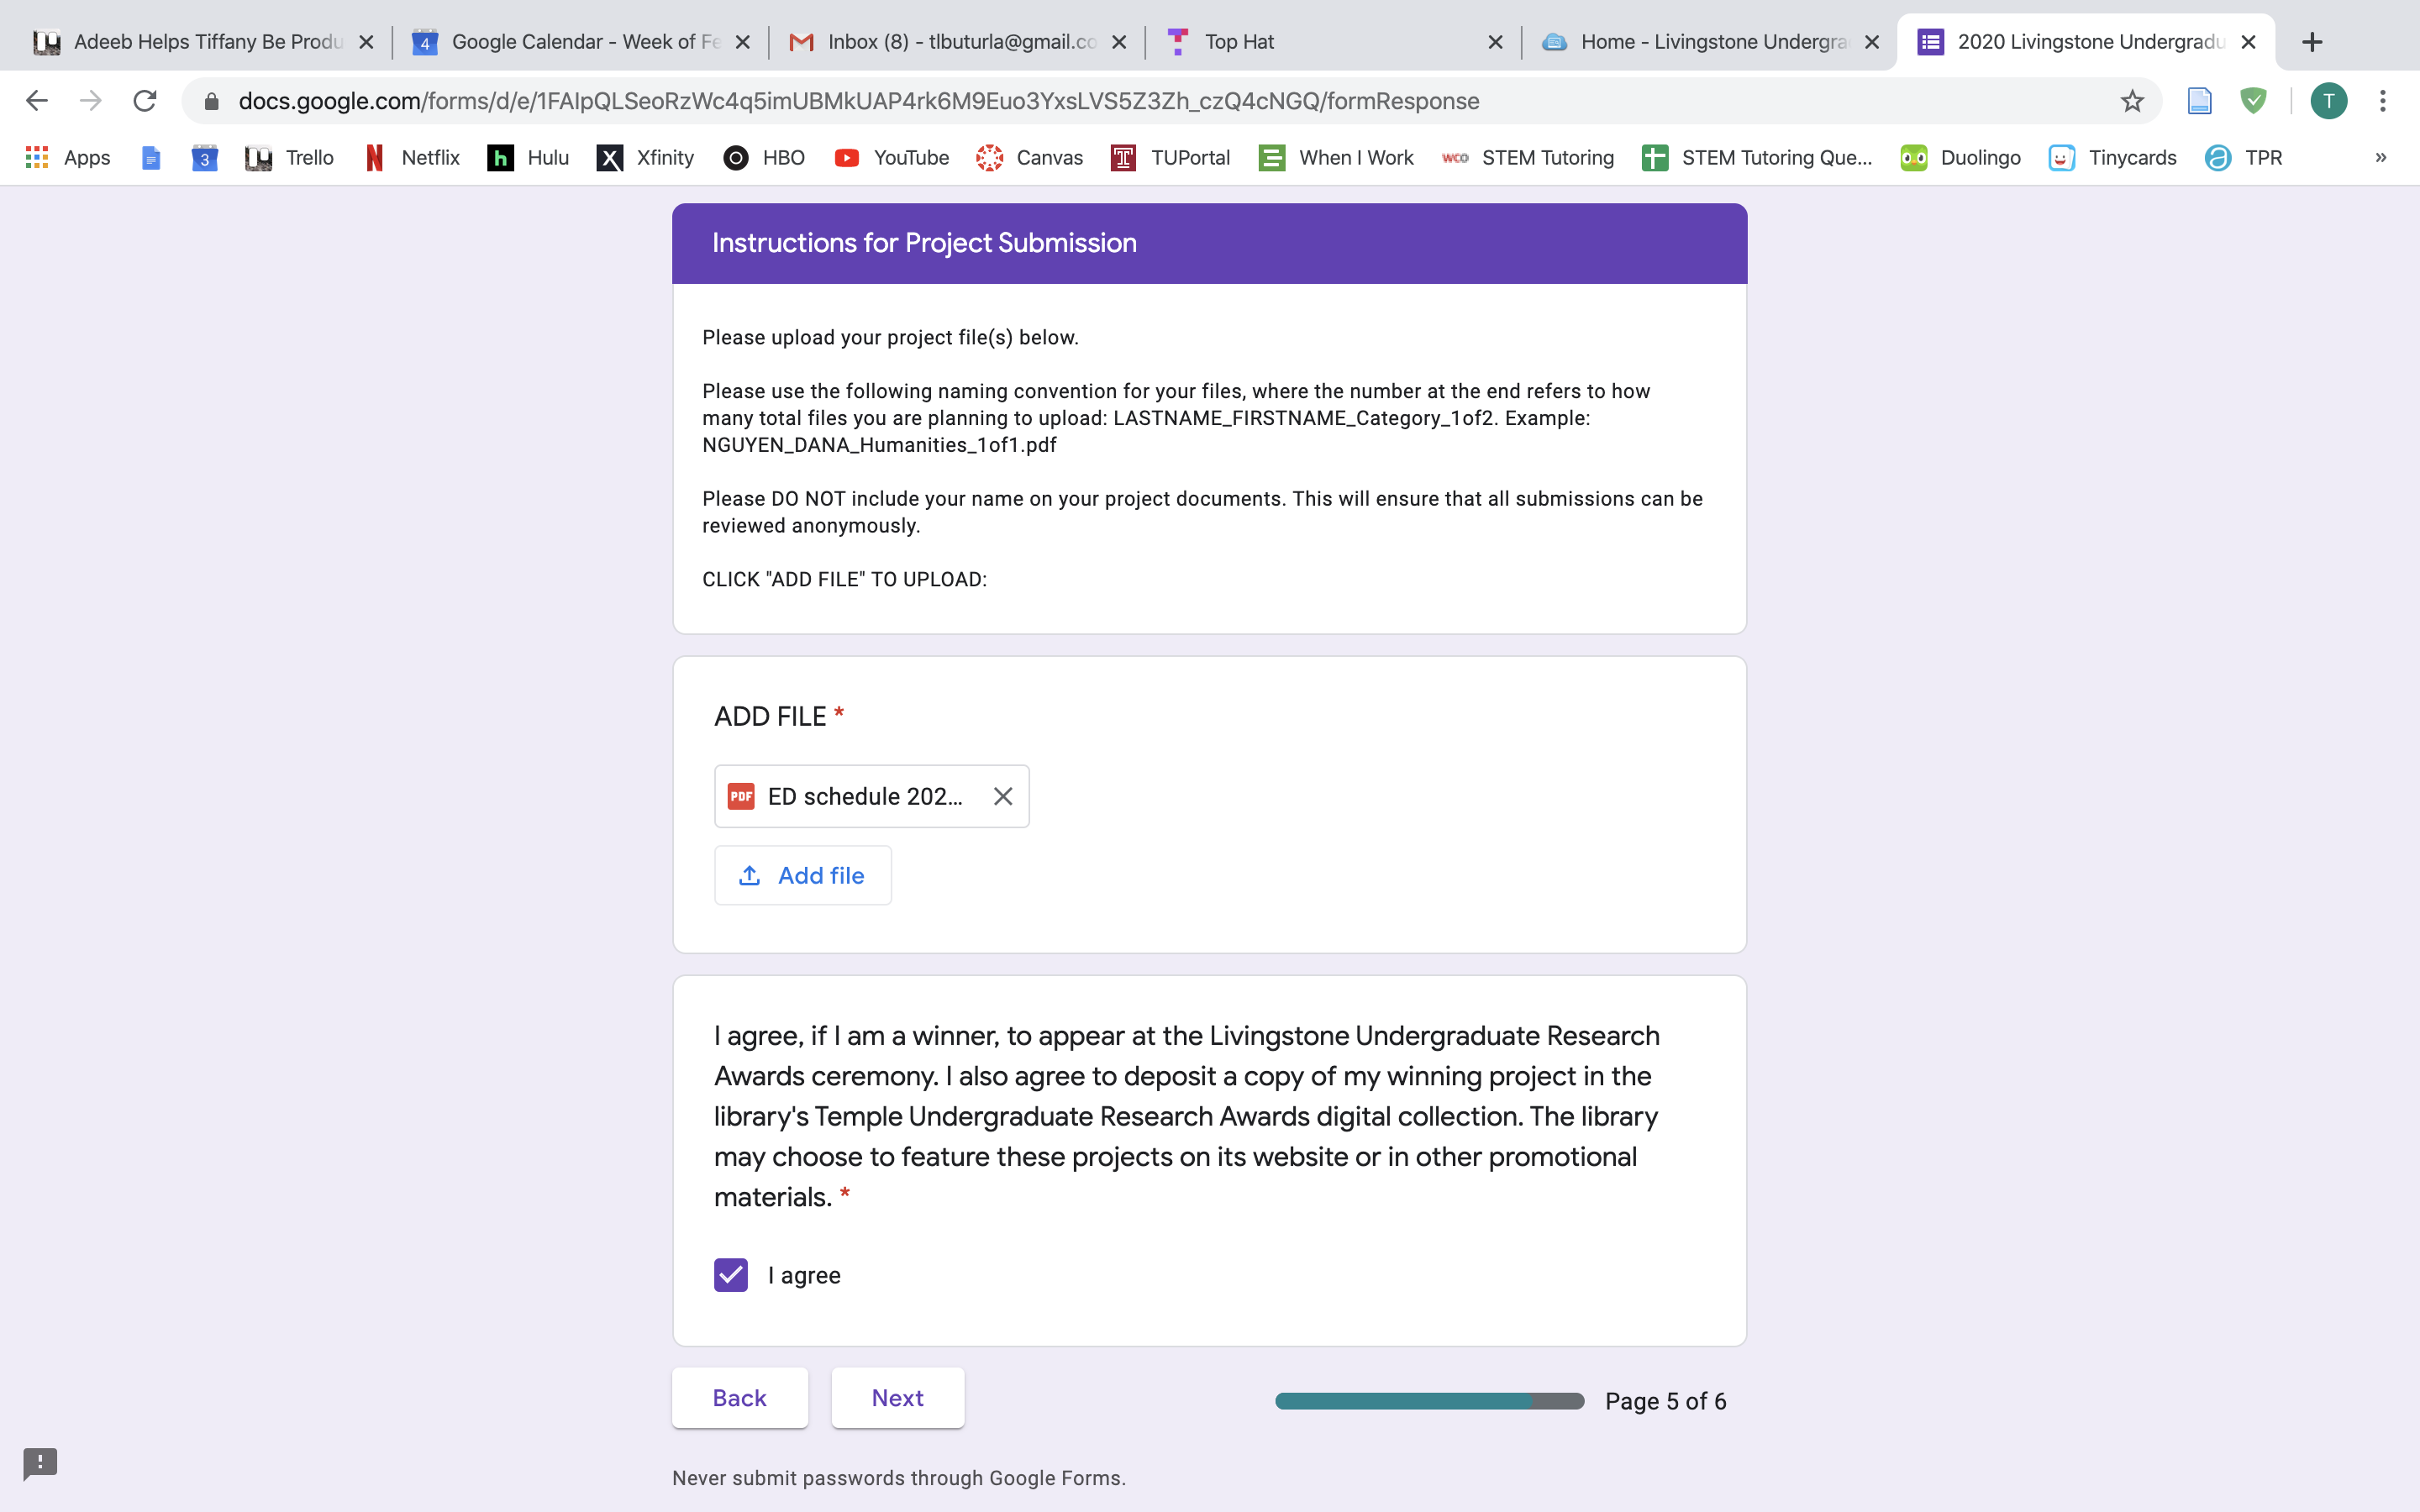 Adeeb Helps Tiffany Be Produ
4 Google Calendar - Week of Fe
Inbox (8) - tlbuturla@gmail.co
Top Hat
Home - Livingstone Undergra
2020 Livingstone Undergradu
docs.google.com/forms/d/e/1FAIpQLSeoRzWc4q5imUBMkUAP4rk6M9Euo3YxsLVS5Z3Zh_czQ4cNGQ/formResponse
T
Apps
3
Trello
N Netflix
h Hulu
X Xfinity
HBO
YouTube
Canvas
T TUPortal
When I Work
WCO STEM Tutoring
STEM Tutoring Que...
Duolingo
Tinycards
TPR
»
Instructions for Project Submission
Please upload your project file(s) below.
Please use the following naming convention for your files, where the number at the end refers to how
many total files you are planning to upload: LASTNAME_FIRSTNAME_Category_1of2. Example:
NGUYEN_DANA_Humanities_1of1.pdf
Please DO NOT include your name on your project documents. This will ensure that all submissions can be
reviewed anonymously.
CLICK "ADD FILE" TO UPLOAD:
ADD FILE *
PDF ED schedule 202...
Add file
I agree, if I am a winner, to appear at the Livingstone Undergraduate Research
Awards ceremony. I also agree to deposit a copy of my winning project in the
library's Temple Undergraduate Research Awards digital collection. The library
may choose to feature these projects on its website or in other promotional
materials. *
I agree
Back
Next
Page 5 of 6
Never submit passwords through Google Forms.